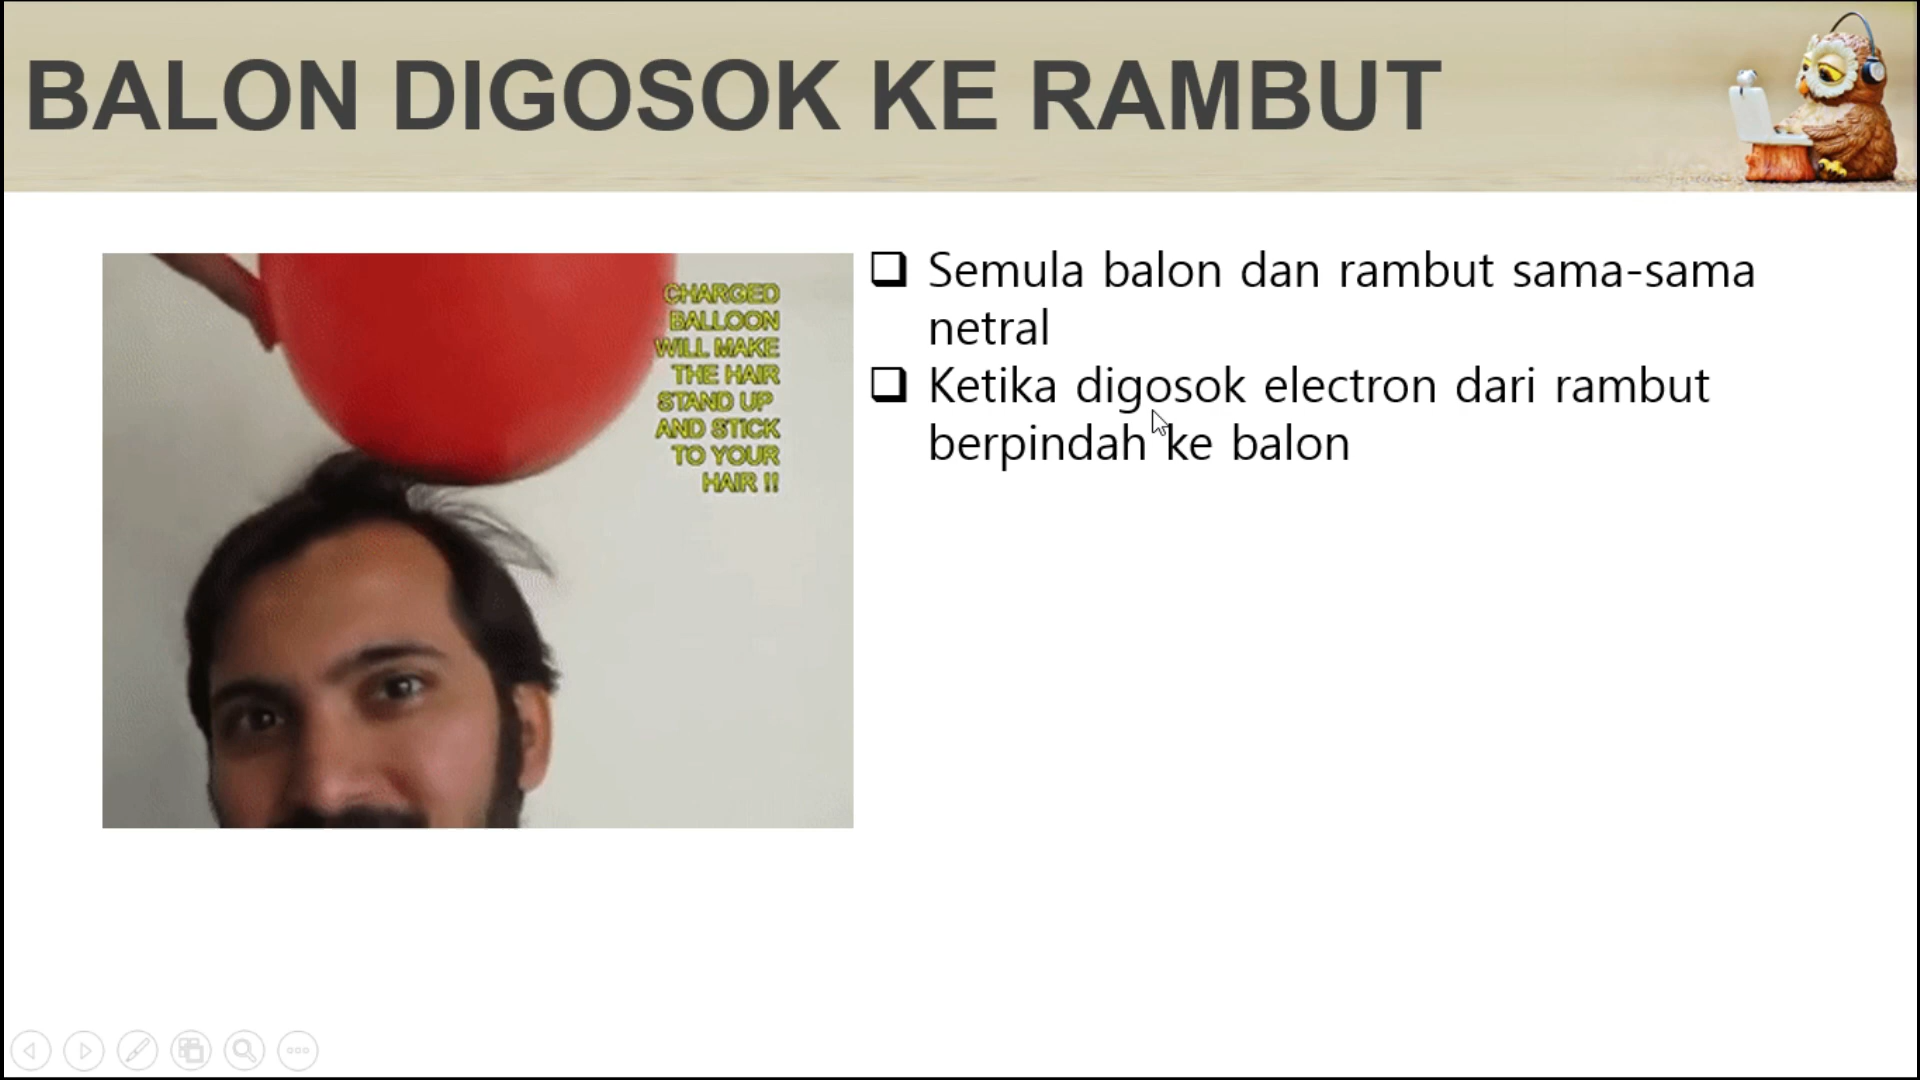 BALON DIGOSOK KE RAMBUT
CHARGED
BALLOON
WILL MAKE
THE HAIR
STAND UP
AND STICK
TO YOUR
HAIR !!
Semula balon dan rambut sama-sama
netral
Ketika digosok electron dari rambut
berpindah ke balon